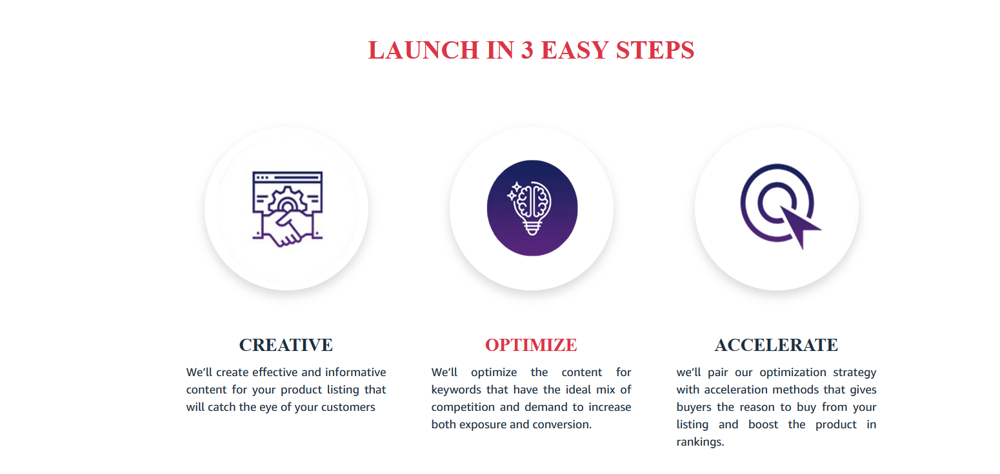 LAUNCH IN 3 EASY STEPS
CREATIVE
We’ll create effective and informative
content for your product listing that
will catch the eye of your customers
OPTIMIZE
We’ll optimize the content for
keywords that have the ideal mix of
competition and demand to increase
both exposure and conversion.
ACCELERATE
we’ll pair our optimization strategy
with acceleration methods that gives
buyers the reason to buy from your
listing and boost the product in
rankings.